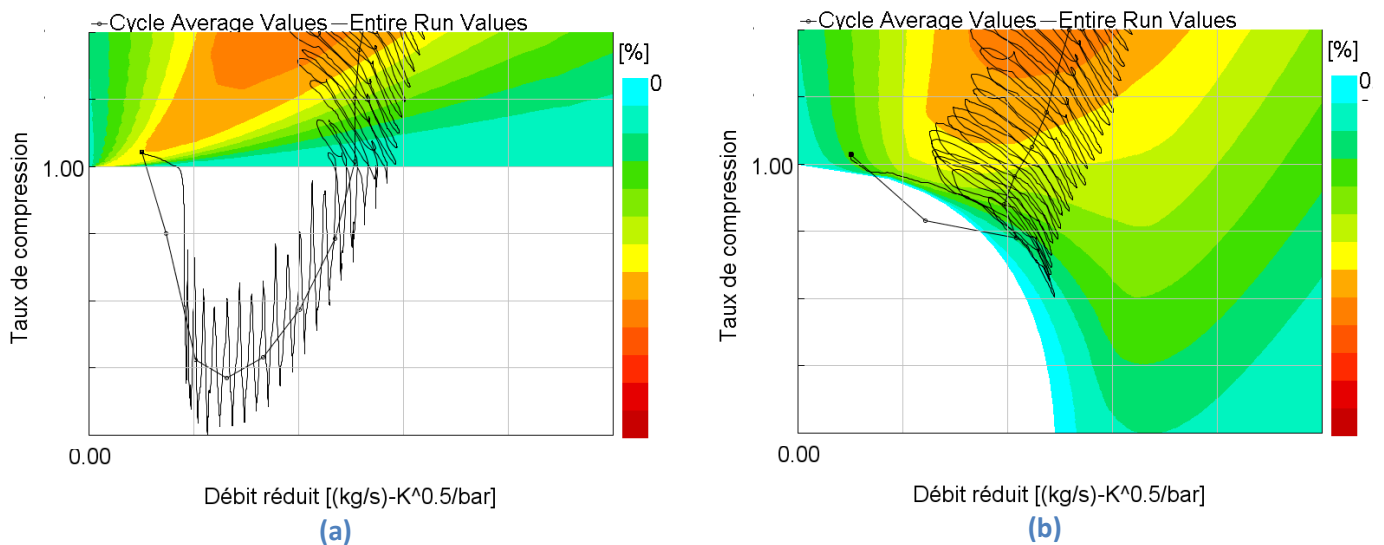 Cycle Average Values — Entire Run Values
[%]
0
1.00
Taux de compression
0.00
Débit réduit [(kg/s)-K^0.5/bar]
(a)
Cycle Average Values — Entire Run Values
[%]
0
-
1.00
Taux de compression
0.00
Débit réduit [(kg/s)-K^0.5/bar]
(b)